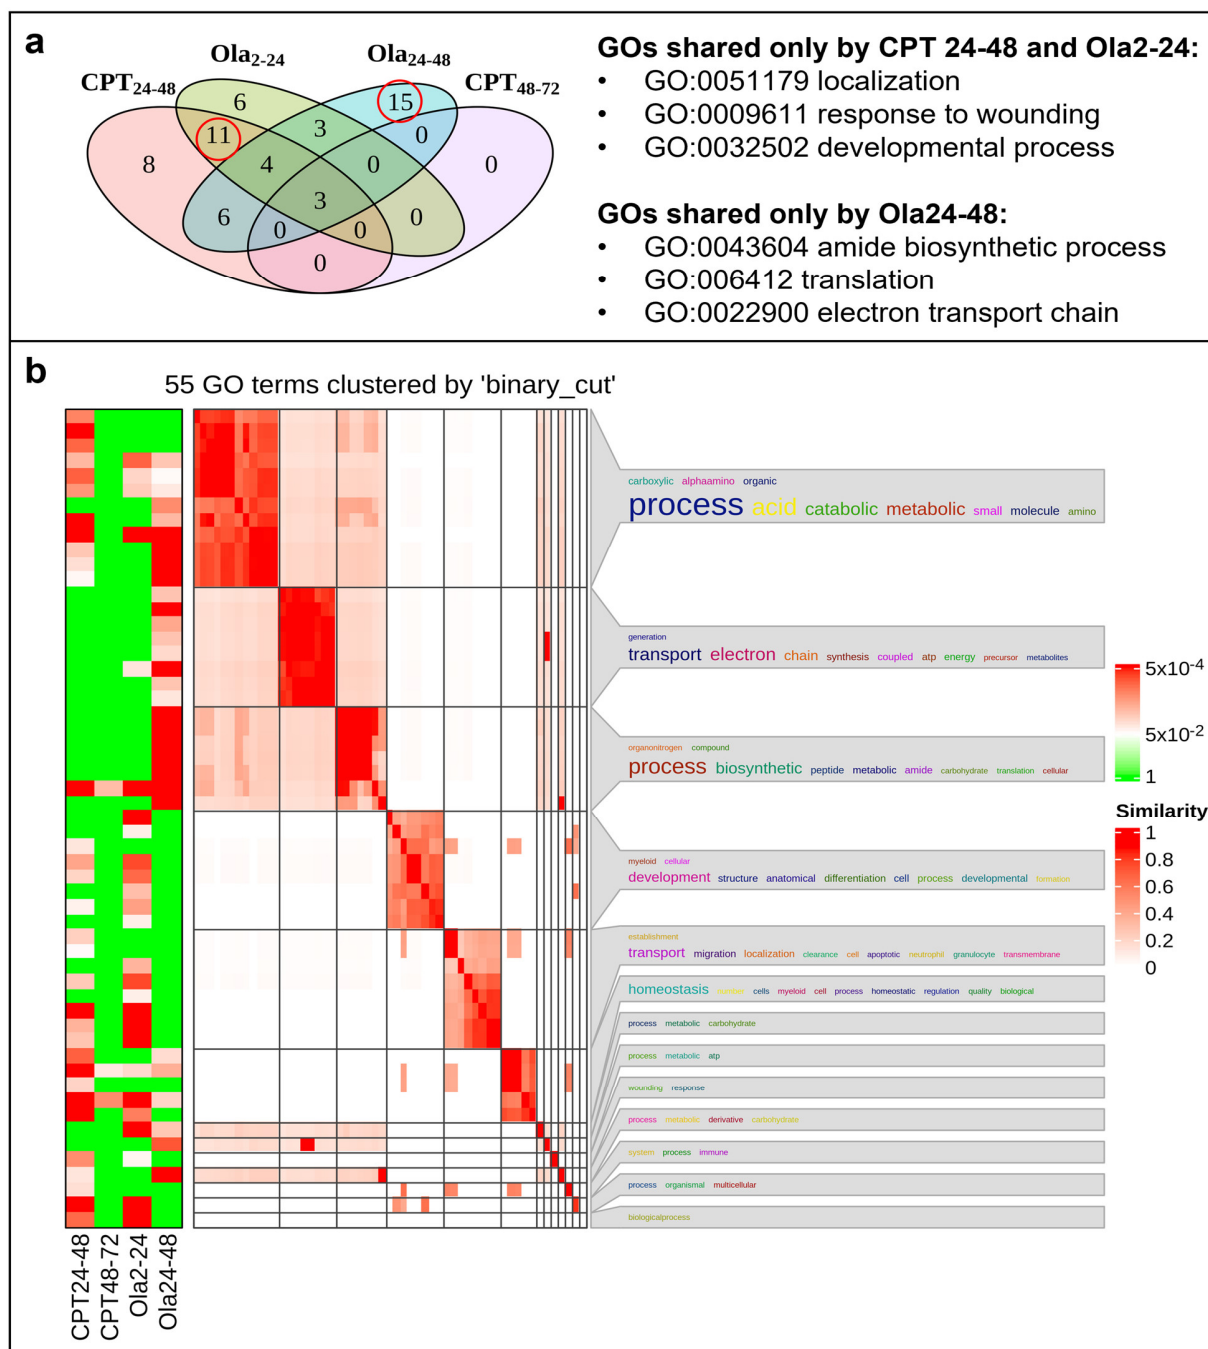 a
Ola2-24
Ola24-48
CPT24-48
CPT48-72
6
15
11
3
0
8
4
0
0
6
3
0
0
0
0
GOs shared only by CPT 24-48 and Ola2-24:
• GO:0051179 localization
• GO:0009611 response to wounding
• GO:0032502 developmental process
GOs shared only by Ola24-48:
• GO:0043604 amide biosynthetic process
• GO:006412 translation
• GO:0022900 electron transport chain
b
55 GO terms clustered by 'binary_cut'
carboxylic alphaamino organic
process acid catabolic metabolic small molecule amino
generation
transport electron chain synthesis coupled atp energy precursor metabolites
organonitrogen compound
process biosynthetic peptide metabolic amide carbohydrate translation cellular
myeloid cellular
development structure anatomical differentiation cell process developmental formation
establishment
transport migration localization clearance cell apoptotic neutrophil granulocyte transmembrane
homeostasis cells myeloid cell process homeostatic regulation quality biological
process metabolic carbohydrate
process metabolic atp
wounding response
process metabolic derivative carbohydrate
system process immune
process organismal multicellular
biologicalprocess
5x10-4
5x10-2
1
Similarity
1
0.8
0.6
0.4
0.2
0
CPT24-48
CPT48-72
Ola2-24
Ola24-48